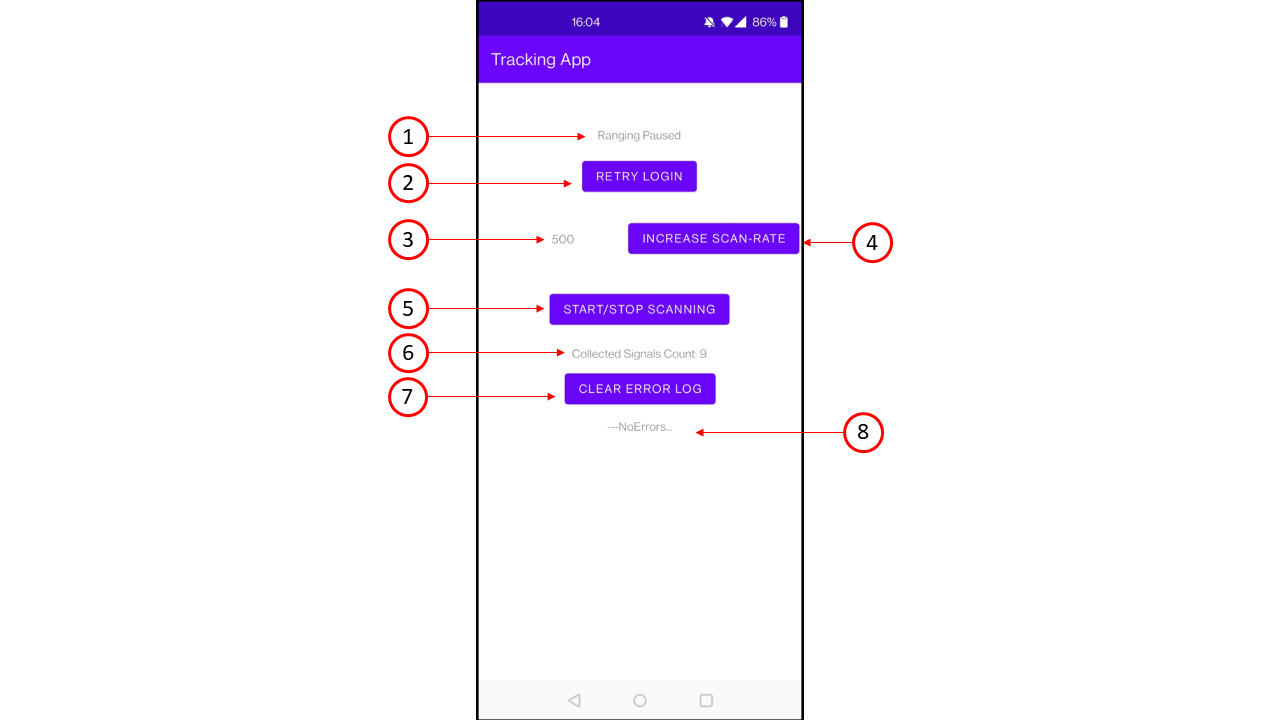 16:04 86%
Tracking App
1 Ranging Paused
2 RETRY LOGIN
3 500 INCREASE SCAN-RATE 4
5 START/STOP SCANNING
6 Collected Signals Count: 9
7 CLEAR ERROR LOG
---NoErrors... 8